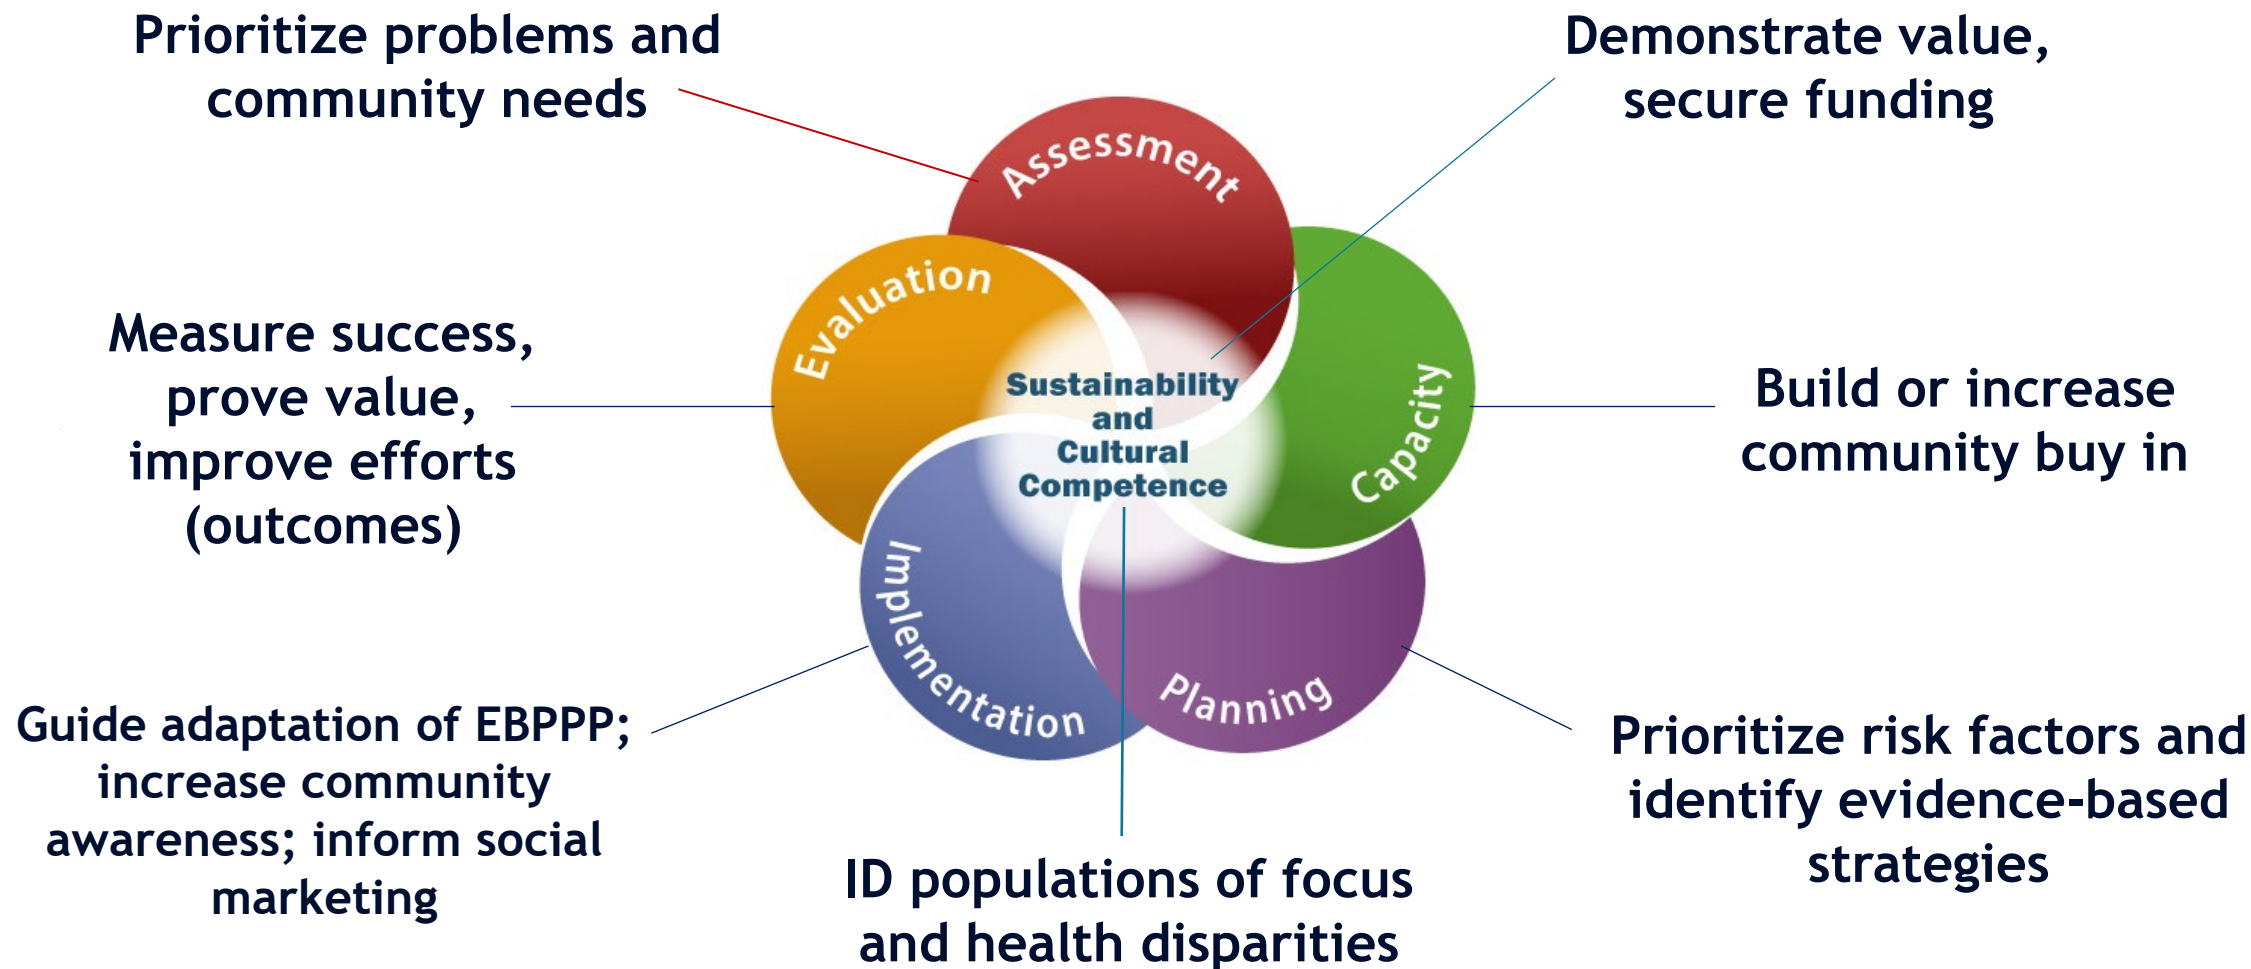 Prioritize problems and
community needs
Demonstrate value,
secure funding
Assessment
Evaluation
Capacity
Sustainability
and
Cultural
Competence
Measure success,
prove value,
improve efforts
(outcomes)
Build or increase
community buy in
Implementation
Planning
Guide adaptation of EBPPP;
increase community
awareness; inform social
marketing
Prioritize risk factors and
identify evidence-based
strategies
ID populations of focus
and health disparities